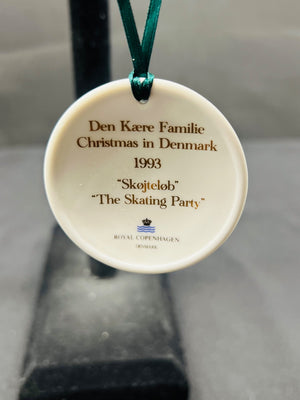 Den Kære Familie
Christmas in Denmark
1993
"Skøjteløb"
"The Skating Party"
ROYAL COPENHAGEN
DENMARK